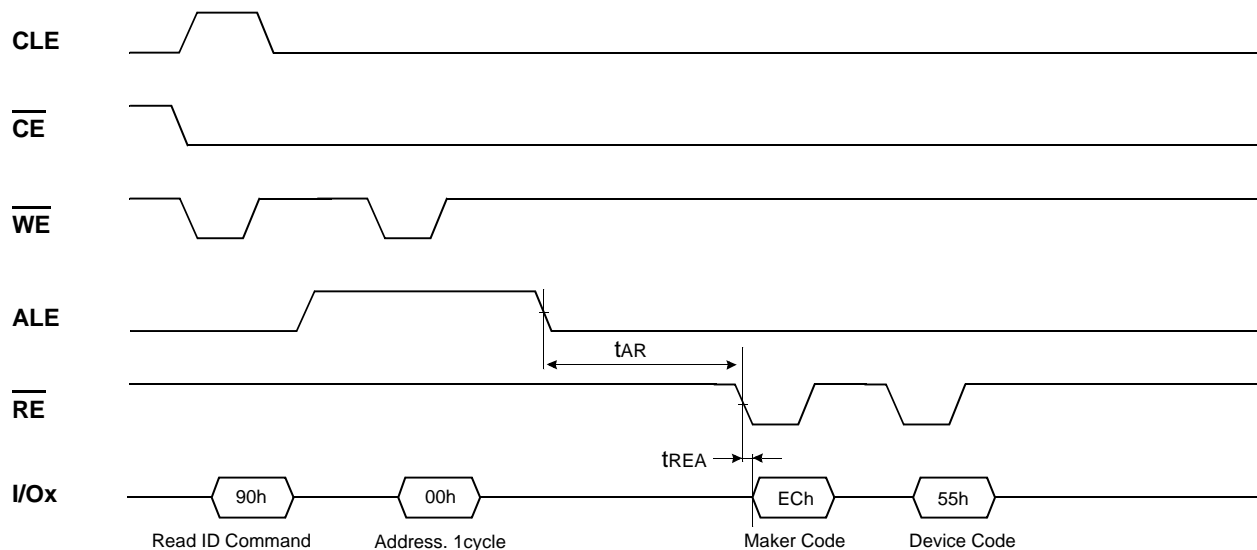 CLE
CE
WE
ALE
tAR
RE
tREA
I/Ox
90h
00h
ECh
55h
Read ID Command
Address. 1cycle
Maker Code
Device Code